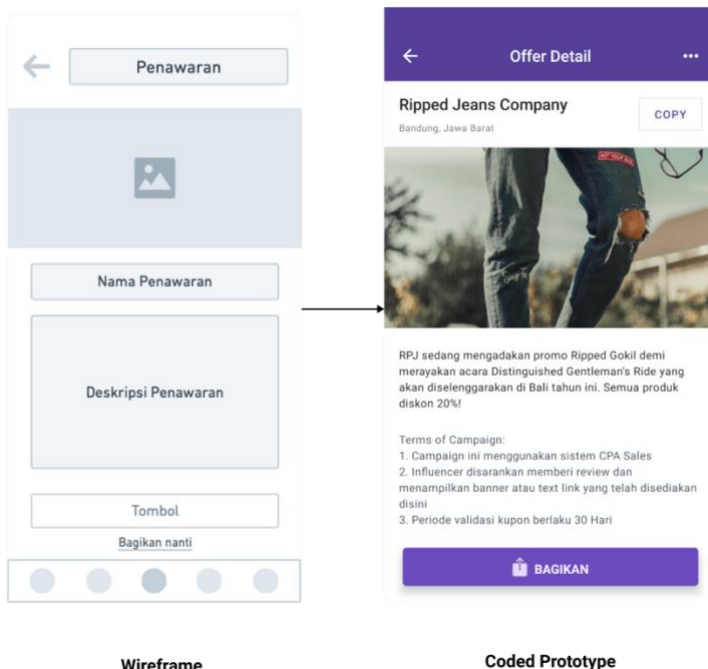 Penawaran
Nama Penawaran
Deskripsi Penawaran
Tombol
Bagikan nanti
Wireframe
Offer Detail
Ripped Jeans Company
COPY
Bandung, Jawa Barat
RPJ sedang mengadakan promo Ripped Gokil demi
merayakan acara Distinguished Gentleman's Ride yang
akan diselenggarakan di Bali tahun ini. Semua produk
diskon 20%!
Terms of Campaign:
1. Campaign ini menggunakan sistem CPA Sales
2. Influencer disarankan memberi review dan
menampilkan banner atau text link yang telah disediakan
disini
3. Periode validasi kupon berlaku 30 Hari
BAGIKAN
Coded Prototype